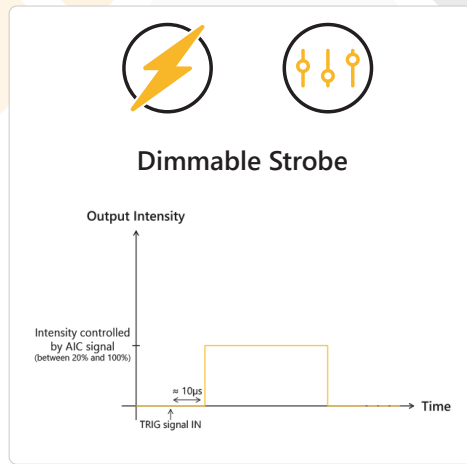 Dimmable Strobe
Output Intensity
Intensity controlled
by AIC signal
(between 20% and 100%)
≈ 10μs
Time
TRIG signal IN